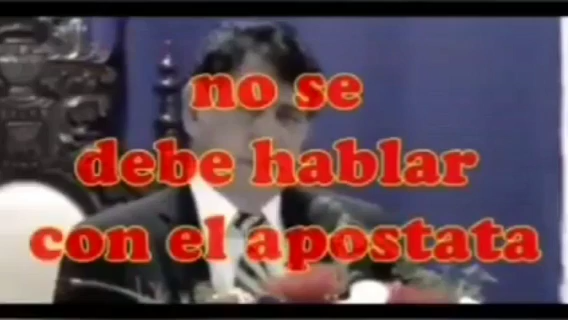 no se
debe hablar
con el apostata